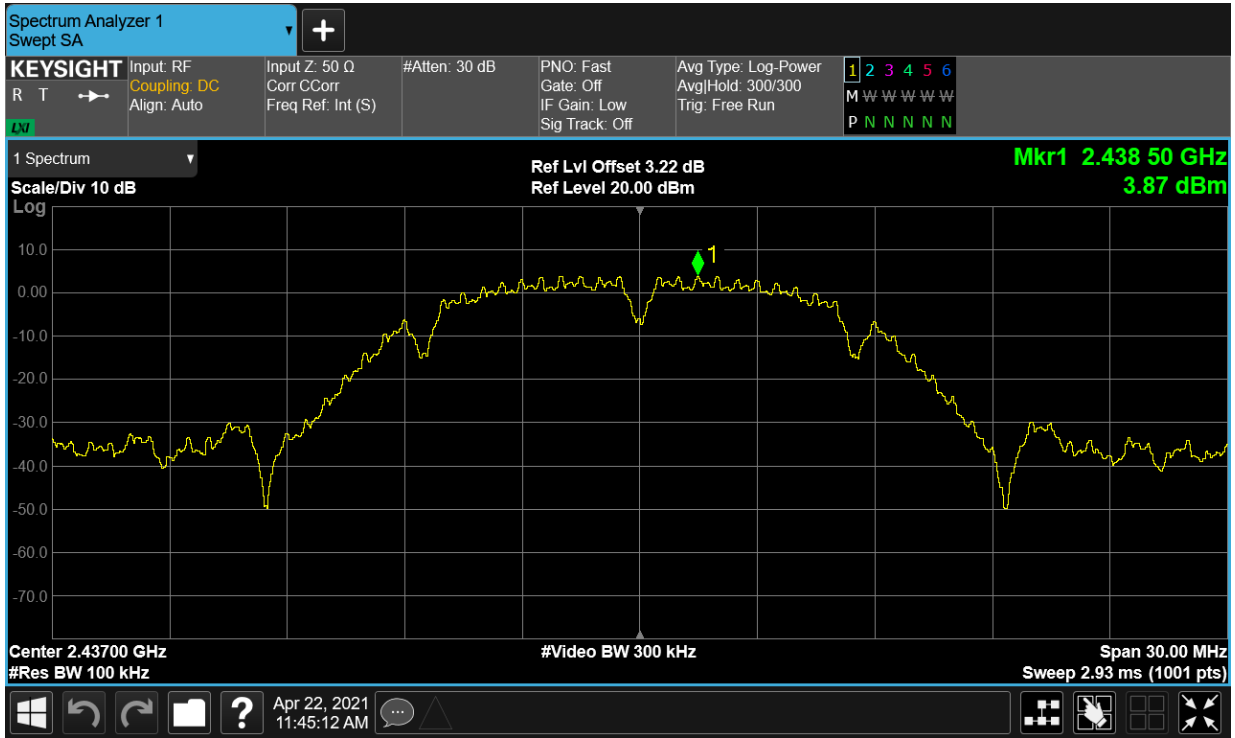 Spectrum Analyzer 1
Swept SA
KEYSIGHT
R T
LXI
Input: RF
Coupling: DC
Align: Auto
Input Z: 50 Ω
Corr CCorr
Freq Ref: Int (S)
#Atten: 30 dB
PNO: Fast
Gate: Off
IF Gain: Low
Sig Track: Off
Avg Type: Log-Power
Avg|Hold: 300/300
Trig: Free Run
1 2 3 4 5 6
M W W W W W
P N N N N N
1 Spectrum
Scale/Div 10 dB
Ref Lvl Offset 3.22 dB
Ref Level 20.00 dBm
Mkr1 2.438 50 GHz
3.87 dBm
Log
1
10.0
0.00
-10.0
-20.0
-30.0
-40.0
-50.0
-60.0
-70.0
Center 2.43700 GHz
#Video BW 300 kHz
Span 30.00 MHz
#Res BW 100 kHz
Sweep 2.93 ms (1001 pts)
?
Apr 22, 2021
11:45:12 AM